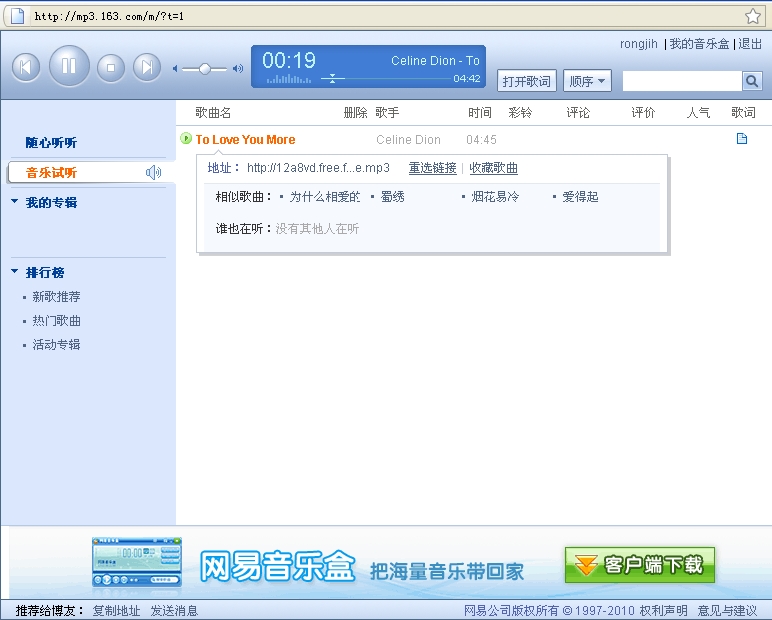 http://mp3.163.com/m/?t=1
rongjih | 我的音乐盒 | 退出
00:19 Celine Dion - To
04:42
打开歌词 顺序
歌曲名 删除 歌手 时间 彩铃 评论 评价 人气 歌词
随心听听
To Love You More Celine Dion 04:45
音乐试听
地址： http://12a8vd.free.f...e.mp3 重选链接 | 收藏歌曲
我的专辑
相似歌曲： · 为什么相爱的 · 蜀绣 · 烟花易冷 · 爱得起
谁也在听：没有其他人在听
排行榜
新歌推荐
热门歌曲
活动专辑
网易音乐盒 把海量音乐带回家 客户端下载
推荐给博友： 复制地址 发送消息 网易公司版权所有 © 1997-2010 权利声明 意见与建议